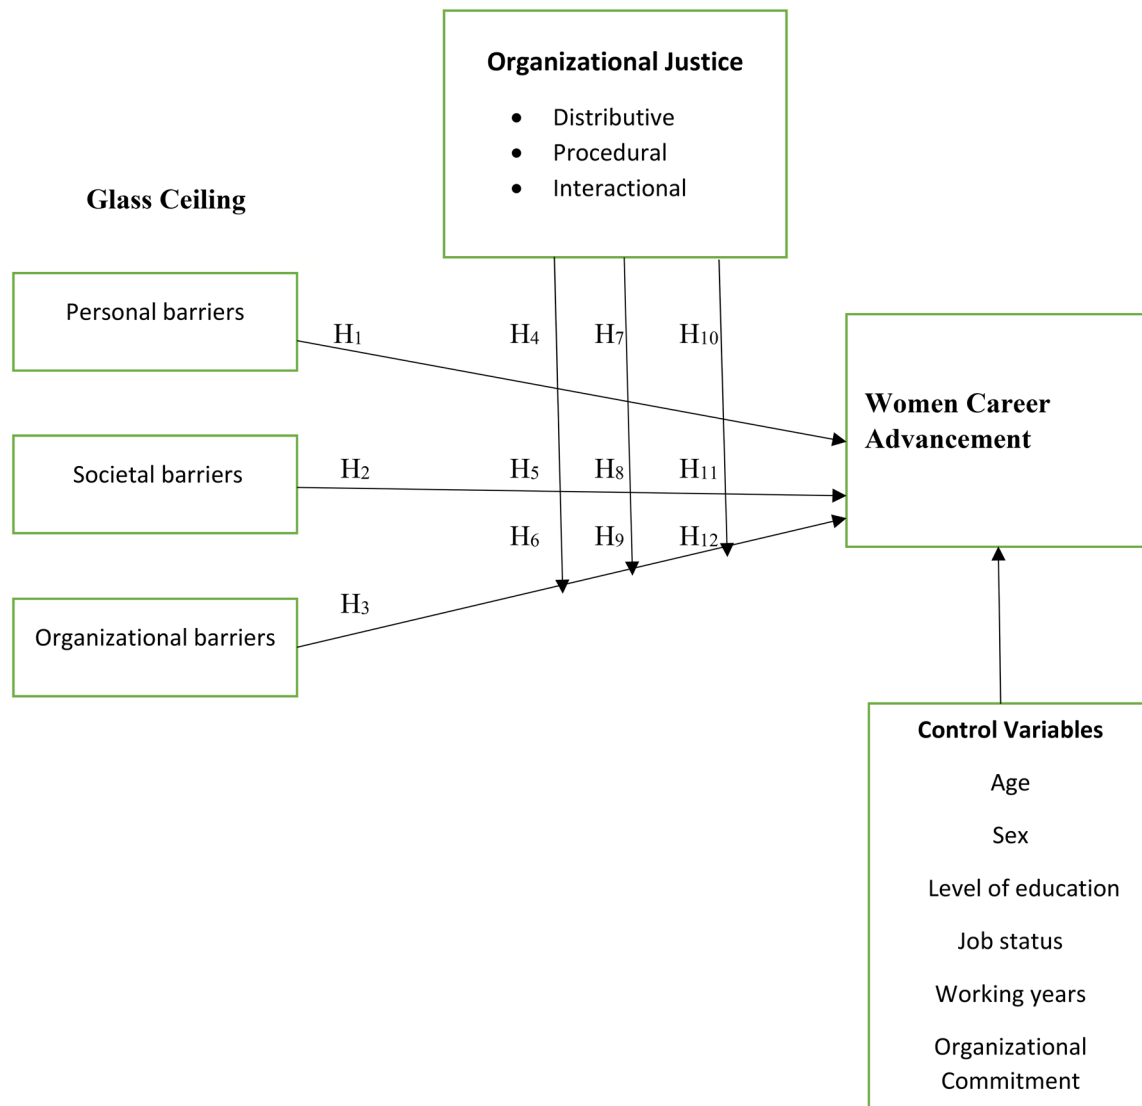 Organizational Justice
• Distributive
• Procedural
• Interactional
Glass Ceiling
Personal barriers
H1
H4
H7
H10
Women Career
Advancement
Societal barriers
H2
H5
H8
H11
H6
H9
H12
H3
Organizational barriers
Control Variables
Age
Sex
Level of education
Job status
Working years
Organizational
Commitment